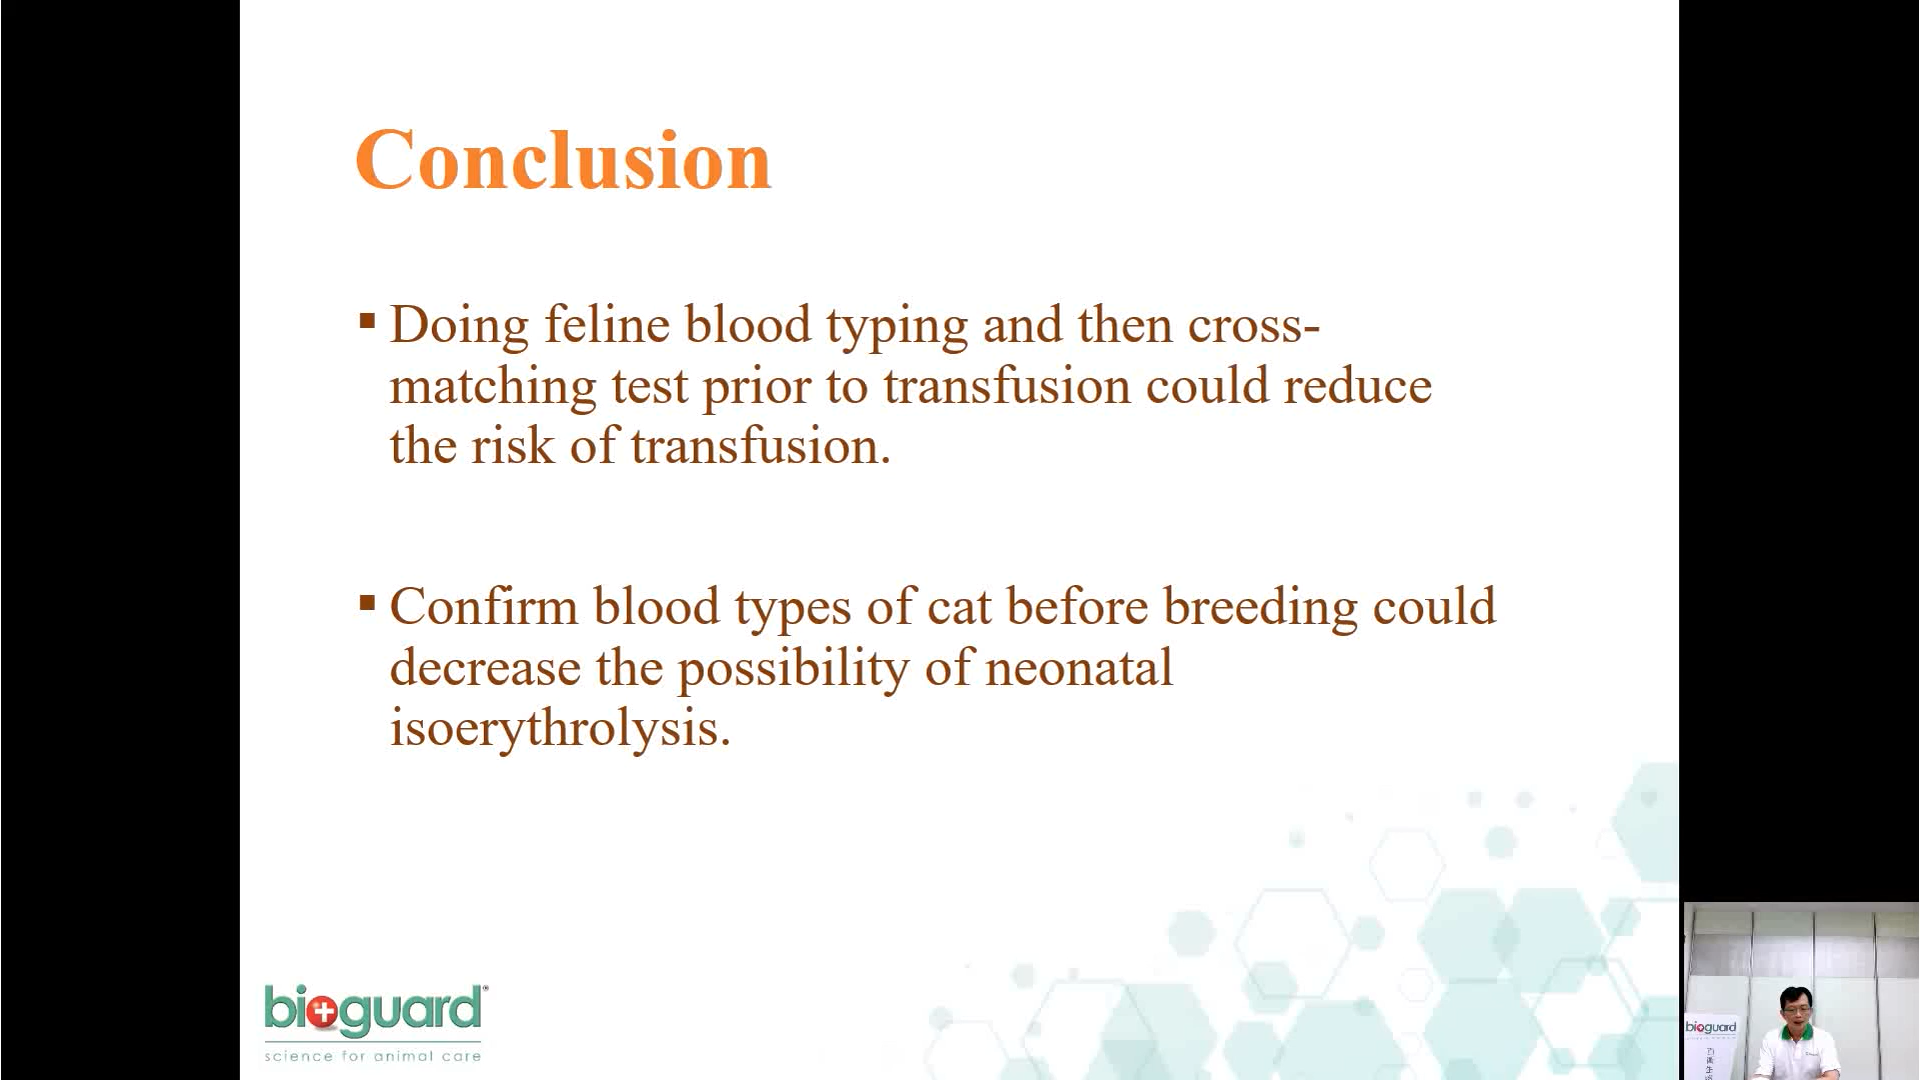 Conclusion
▪ Doing feline blood typing and then cross-
matching test prior to transfusion could reduce
the risk of transfusion.
▪ Confirm blood types of cat before breeding could
decrease the possibility of neonatal
isoerythrolysis.
bioguard®
science for animal care
bioguard